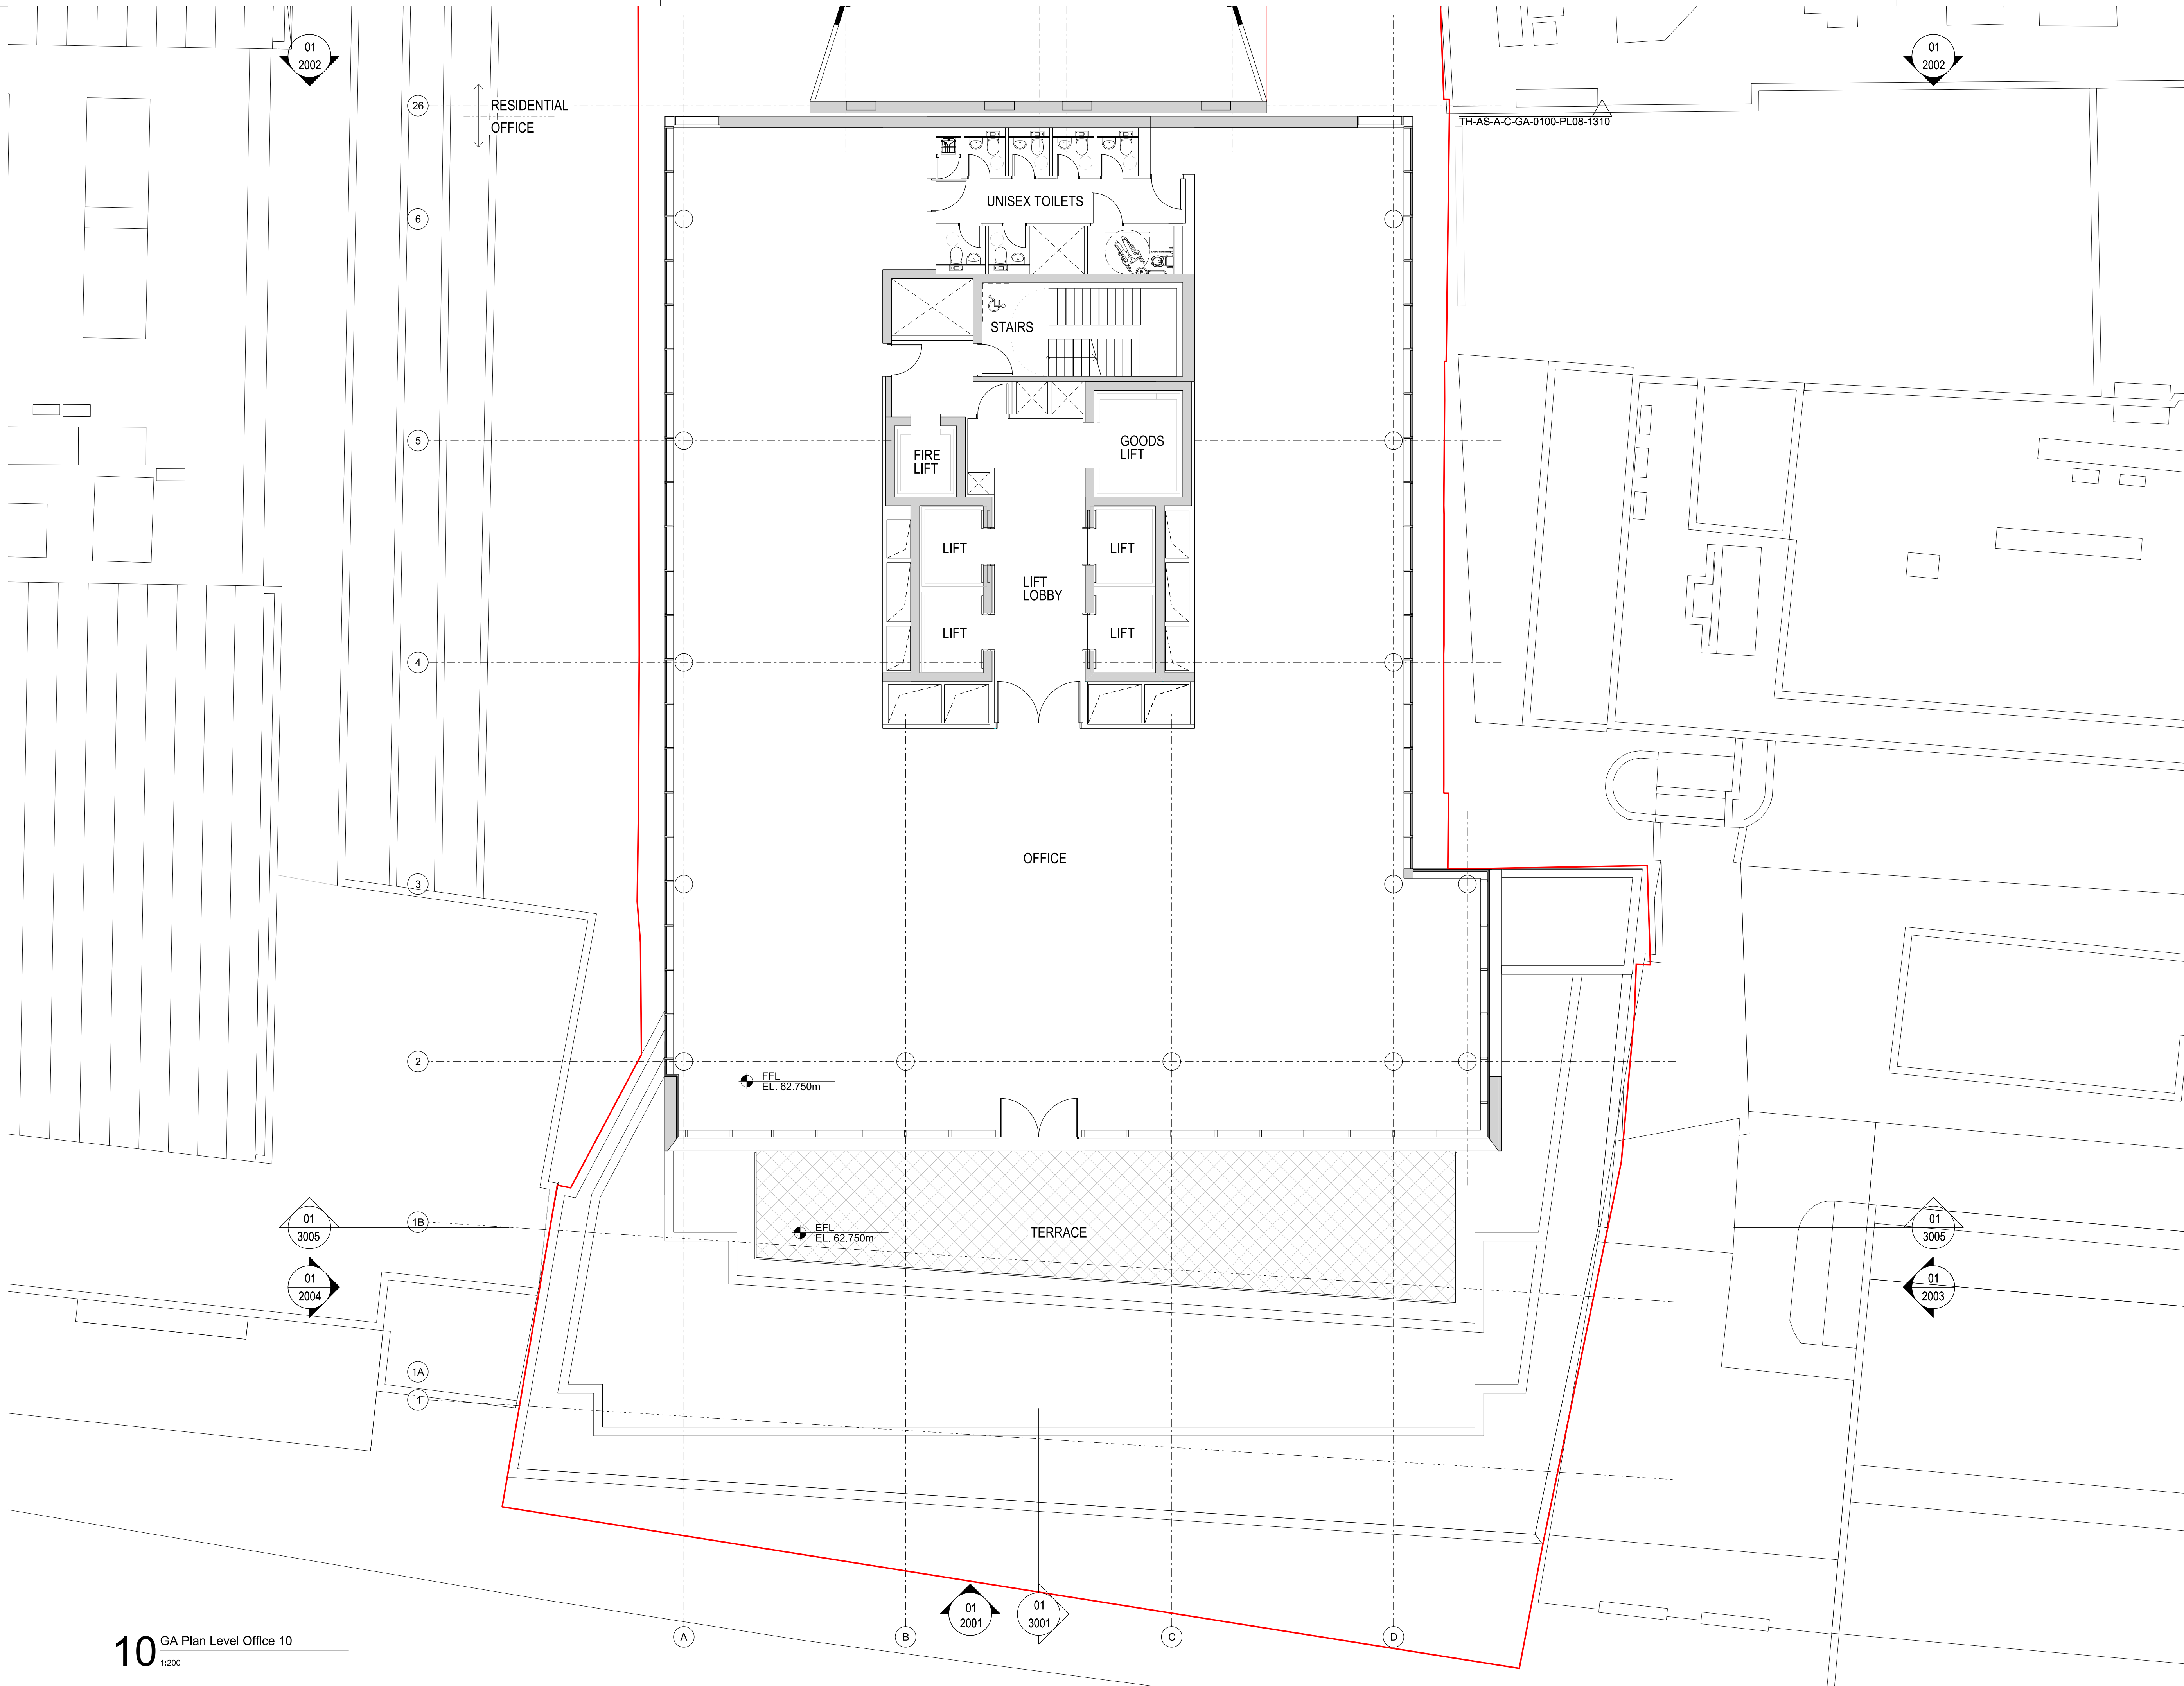 01
2002
01
2002
26
RESIDENTIAL
OFFICE
TH-AS-A-C-GA-0100-PL08-1310
UNISEX TOILETS
6
STAIRS
5
FIRE
LIFT
GOODS
LIFT
LIFT
LIFT
LIFT
LOBBY
LIFT
LIFT
4
OFFICE
3
2
FFL
EL. 62.750m
1B
01
3005
EFL
EL. 62.750m
TERRACE
01
3005
01
2004
01
2003
1A
1
01
2001
01
3001
A
B
C
D
10
GA Plan Level Office 10
1:200